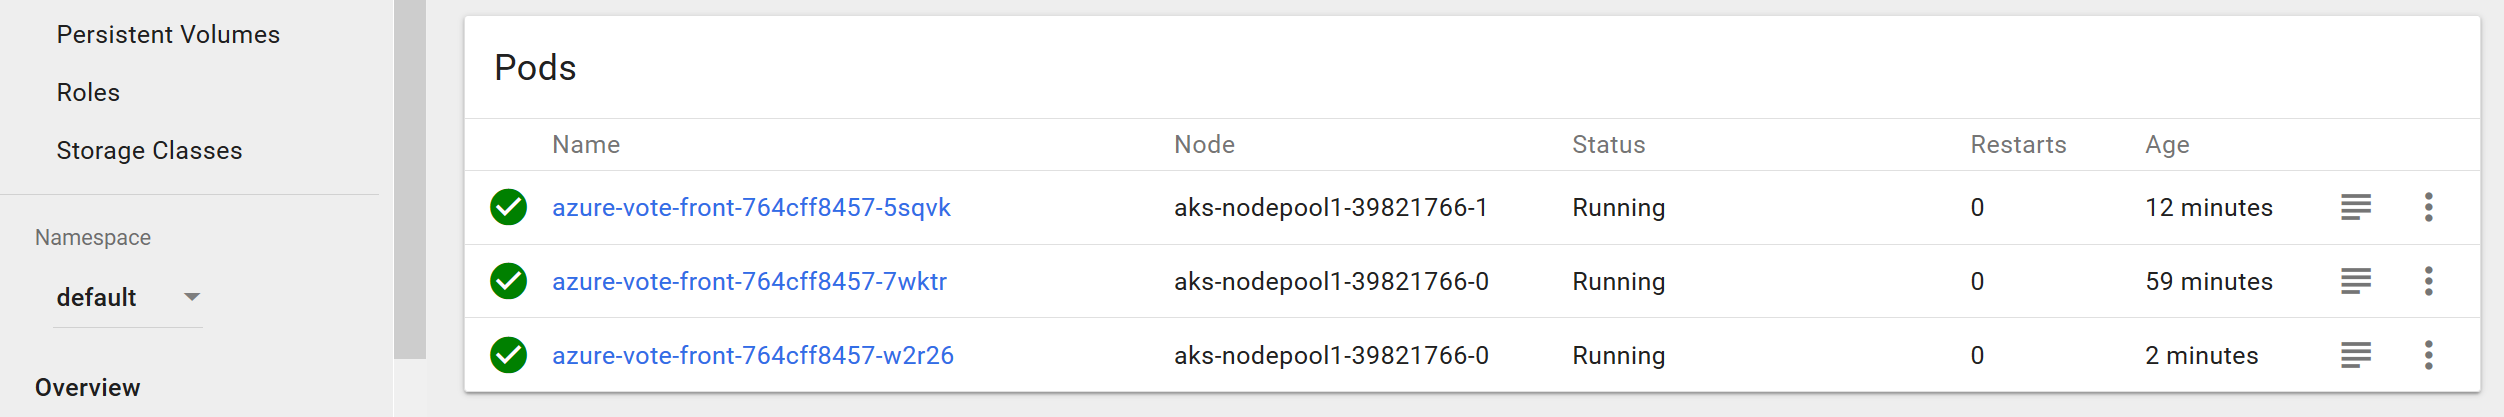 Persistent Volumes
Roles
Storage Classes
Namespace
default
Overview
Pods
Name Node Status Restarts Age
azure-vote-front-764cff8457-5sqvk aks-nodepool1-39821766-1 Running 0 12 minutes
azure-vote-front-764cff8457-7wktr aks-nodepool1-39821766-0 Running 0 59 minutes
azure-vote-front-764cff8457-w2r26 aks-nodepool1-39821766-0 Running 0 2 minutes